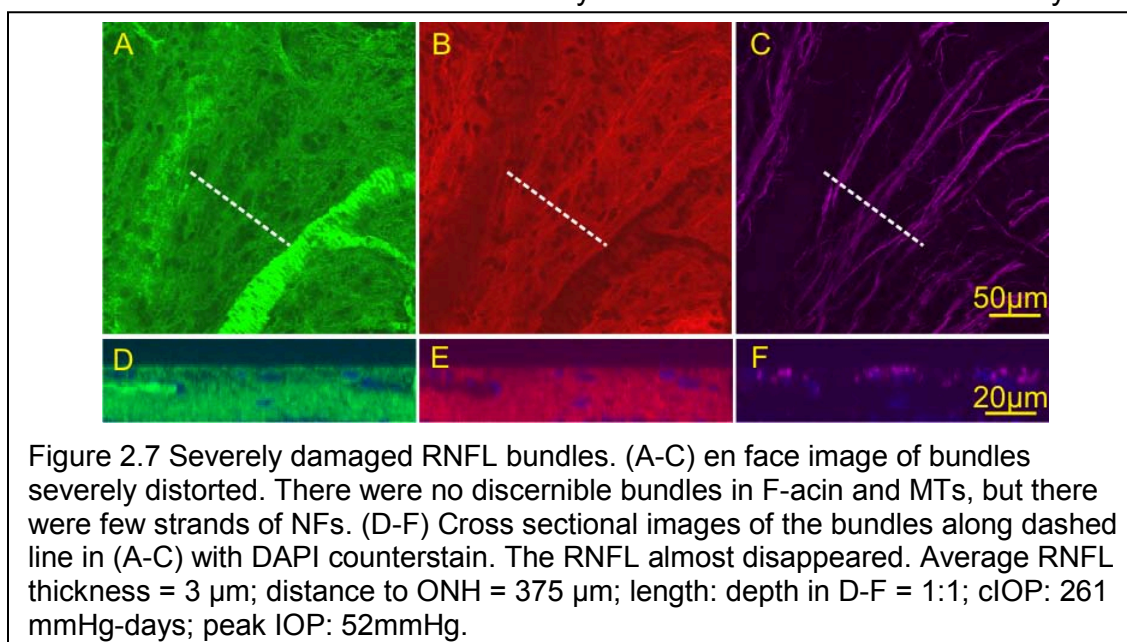 A B C
50µm
D E F
20µm
Figure 2.7 Severely damaged RNFL bundles. (A-C) en face image of bundles
severely distorted. There were no discernible bundles in F-acin and MTs, but there
were few strands of NFs. (D-F) Cross sectional images of the bundles along dashed
line in (A-C) with DAPI counterstain. The RNFL almost disappeared. Average RNFL
thickness = 3 µm; distance to ONH = 375 µm; length: depth in D-F = 1:1; cIOP: 261
mmHg-days; peak IOP: 52mmHg.